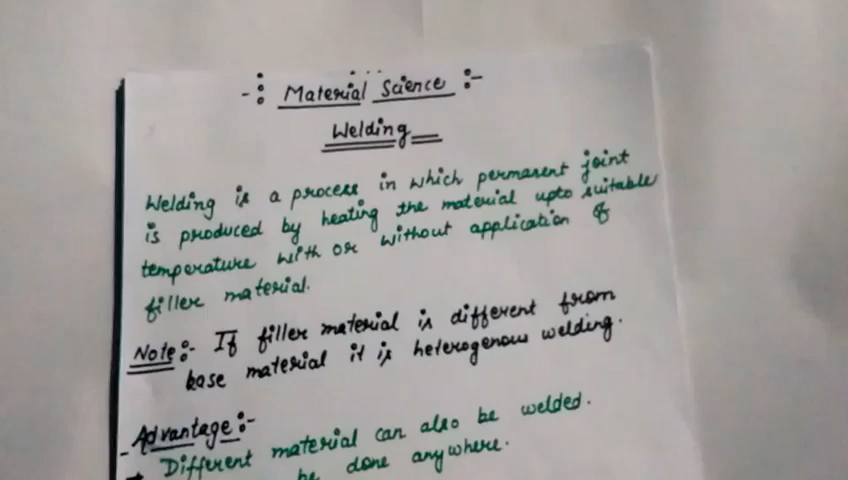 -: Material Science :-
Welding
Welding is a process in which permanent joint
is produced by heating the material upto suitable
temperature with or without application of
filler material.
Note:- If filler material is different from
base material it is heterogenous welding.
Advantage:-
→ Different material can also be welded.
be done anywhere.